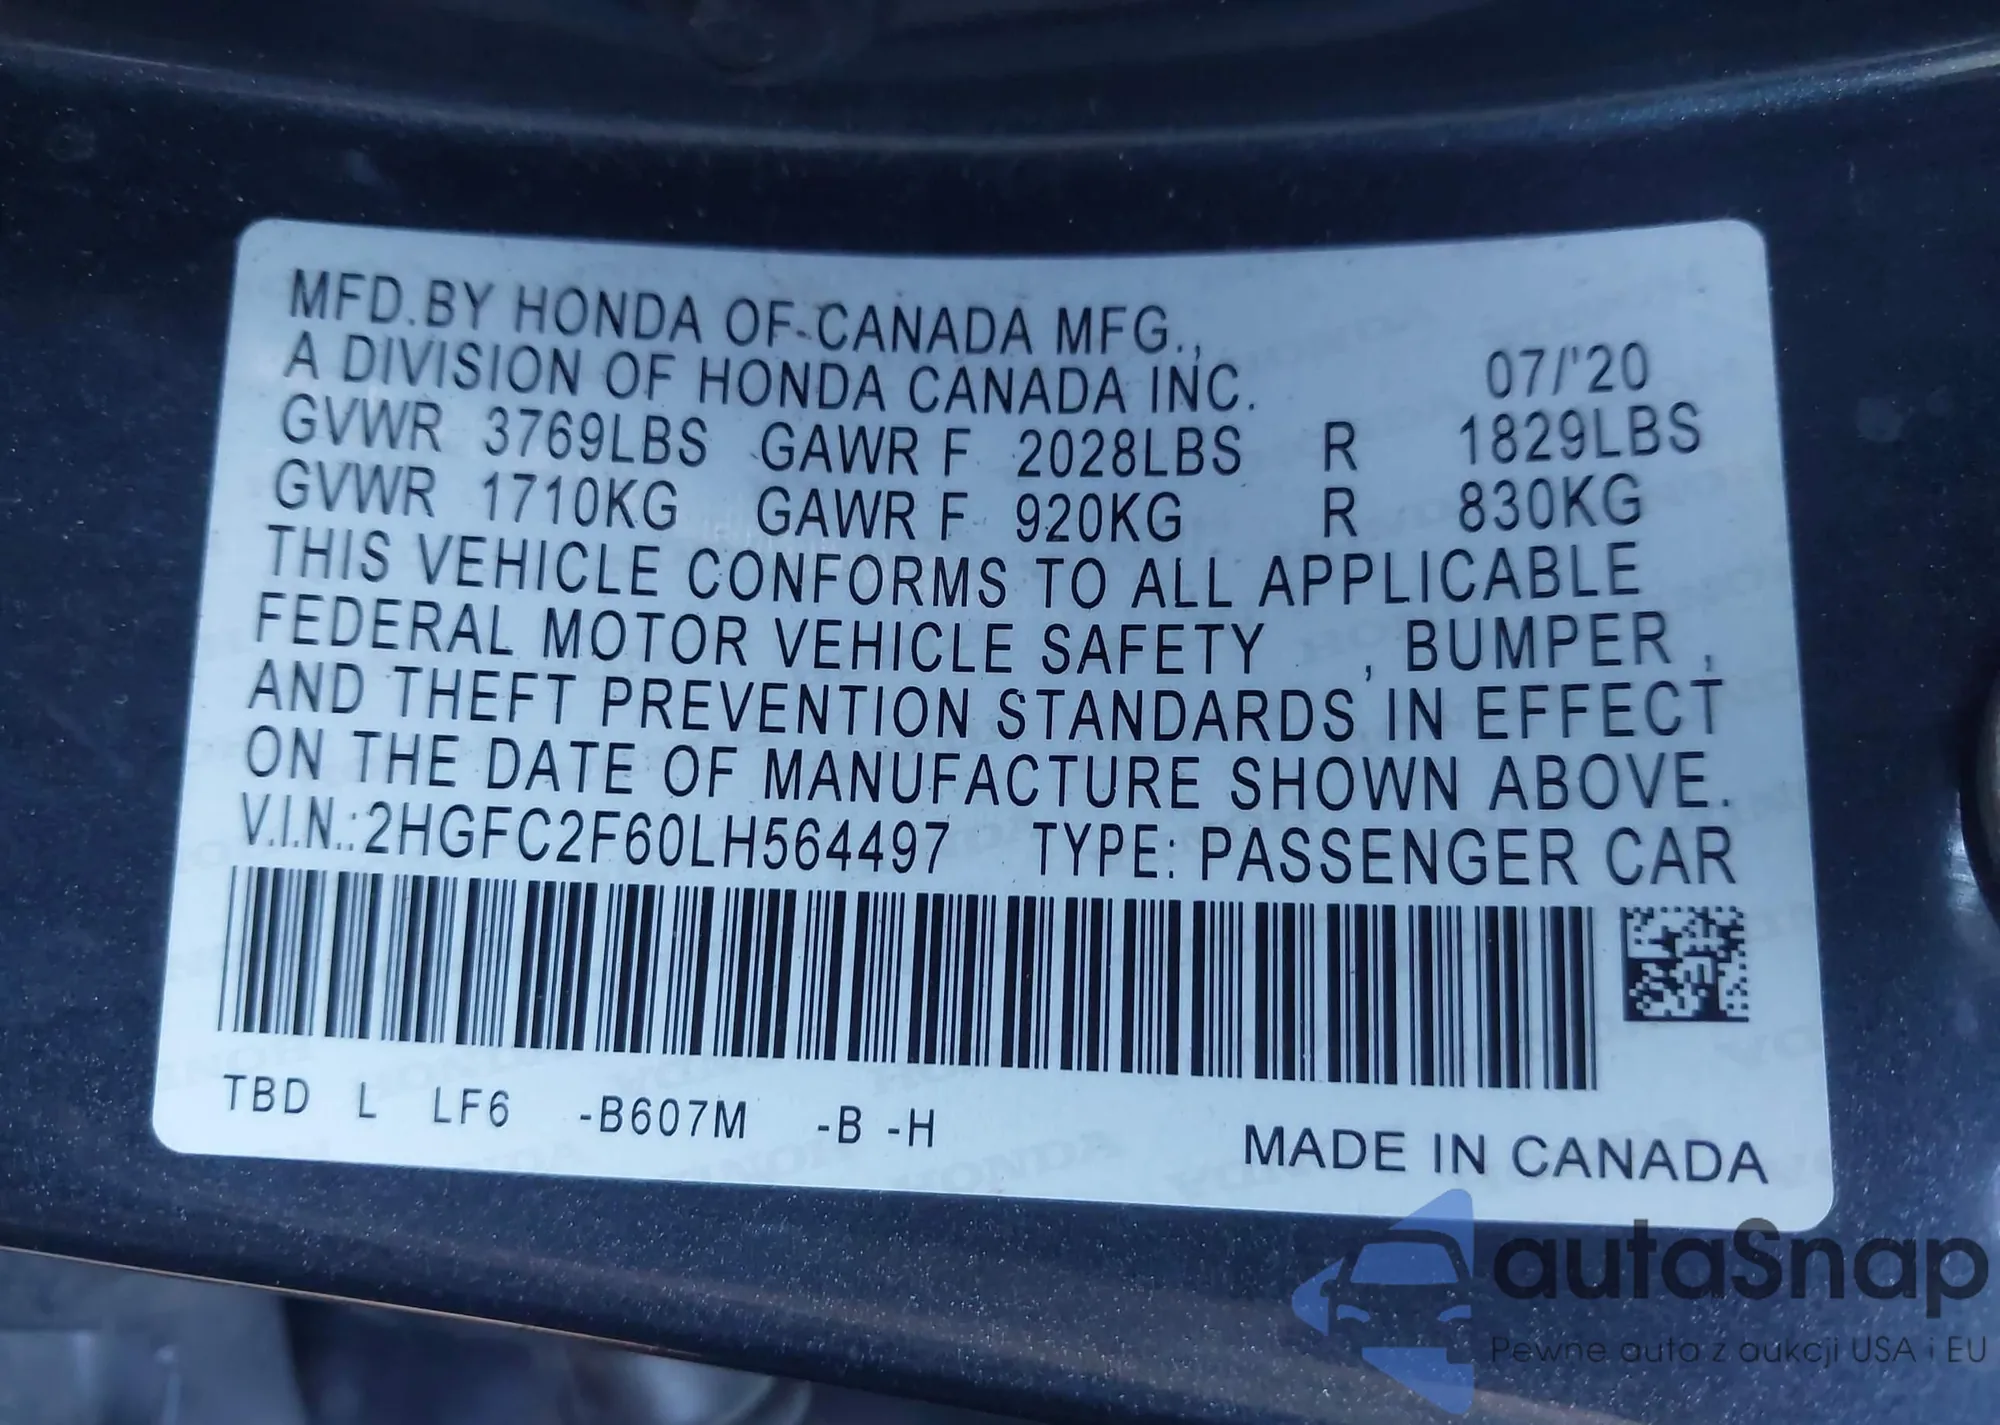 MFD.BY HONDA OF CANADA MFG.,
A DIVISION OF HONDA CANADA INC. 07/'20
GVWR 3769LBS GAWR F 2028LBS R 1829LBS
GVWR 1710KG GAWR F 920KG R 830KG
THIS VEHICLE CONFORMS TO ALL APPLICABLE
FEDERAL MOTOR VEHICLE SAFETY , BUMPER ,
AND THEFT PREVENTION STANDARDS IN EFFECT
ON THE DATE OF MANUFACTURE SHOWN ABOVE.
V.I.N.: 2HGFC2F60LH564497 TYPE: PASSENGER CAR
TBD L LF6 -B607M -B -H
MADE IN CANADA
autaSnap
Pewne auta z aukcji USA i EU